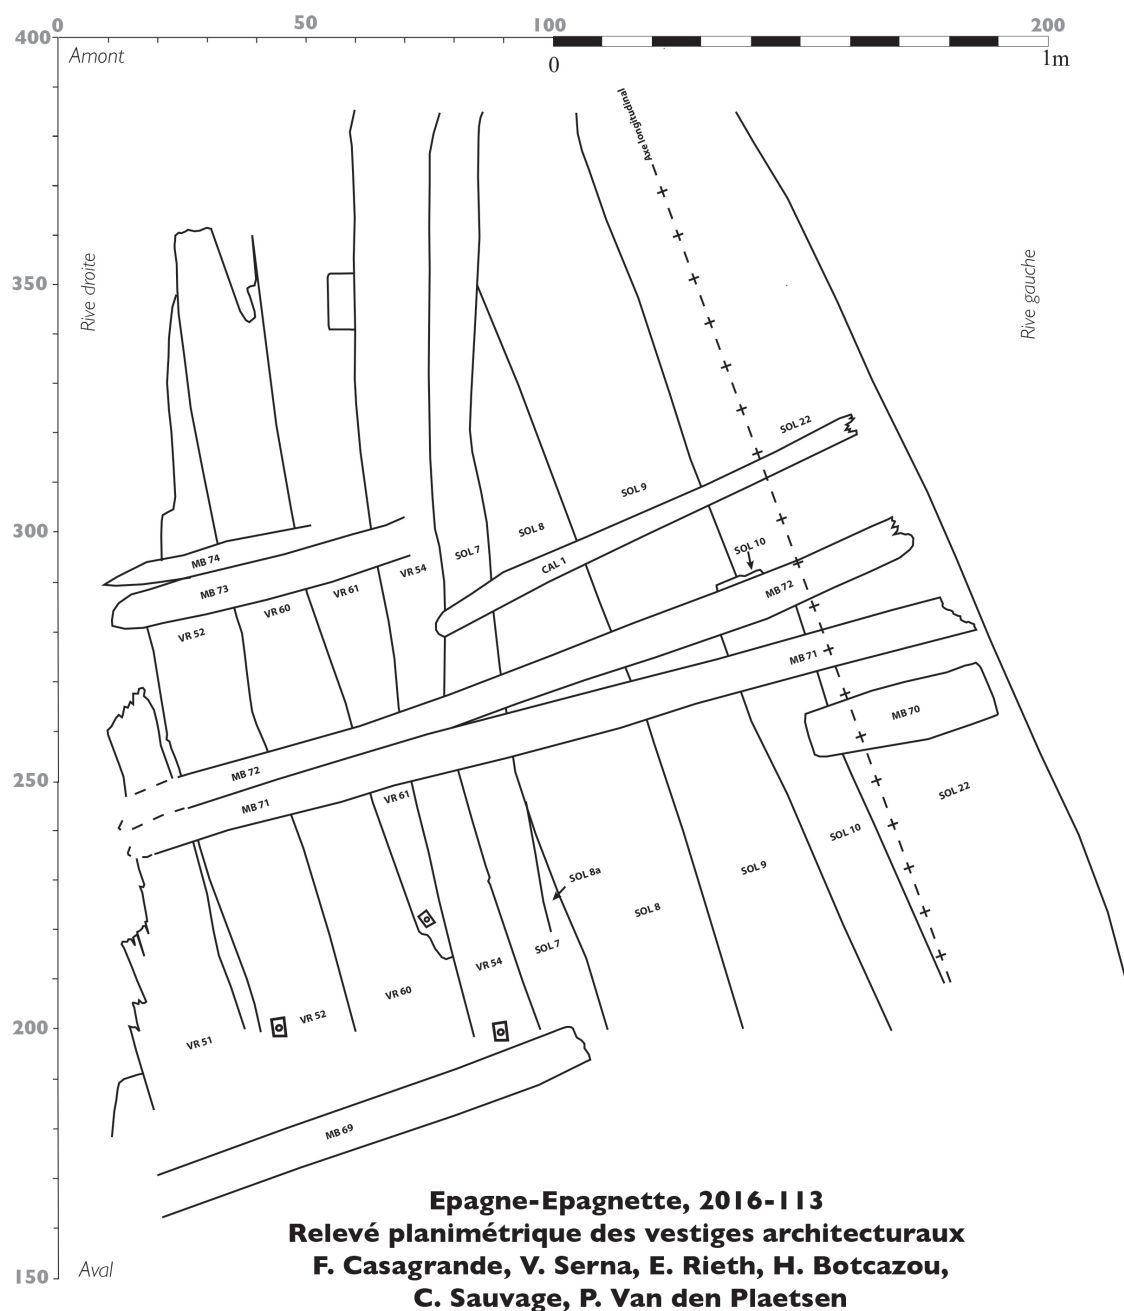 0
50
100
200
400
Amont
0
1m
Axe longitudinal
350
Rive droite
Rive gauche
SOL 22
SOL 9
300
SOL 8
SOL 7
SOL 10
MB 74
CAL 1
VR 54
MB 73
VR 61
MB 72
VR 60
VR 52
MB 71
MB 70
250
MB 72
SOL 22
VR 61
MB 71
SOL 10
SOL 9
SOL 8a
SOL 8
SOL 7
VR 54
VR 60
200
VR 52
VR 51
MB 69
Epagne-Epagnette, 2016-113
Relevé planimétrique des vestiges architecturaux
F. Casagrande, V. Serna, E. Rieth, H. Botcazou,
C. Sauvage, P. Van den Plaetsen
150
Aval